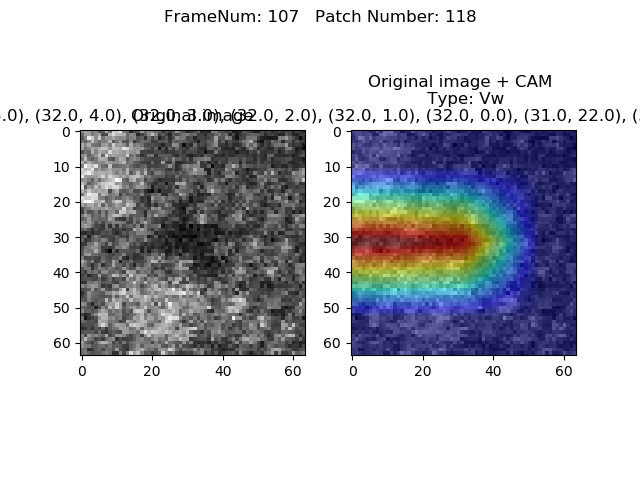 FrameNum: 107   Patch Number: 118
Original image + CAM
Type: Vw
.0), (32.0, 4.0), (32.0, 3.0), (32.0, 2.0), (32.0, 1.0), (32.0, 0.0), (31.0, 22.0), (
Original image
0
10
20
30
40
50
60
0 20 40 60
0
10
20
30
40
50
60
0 20 40 60